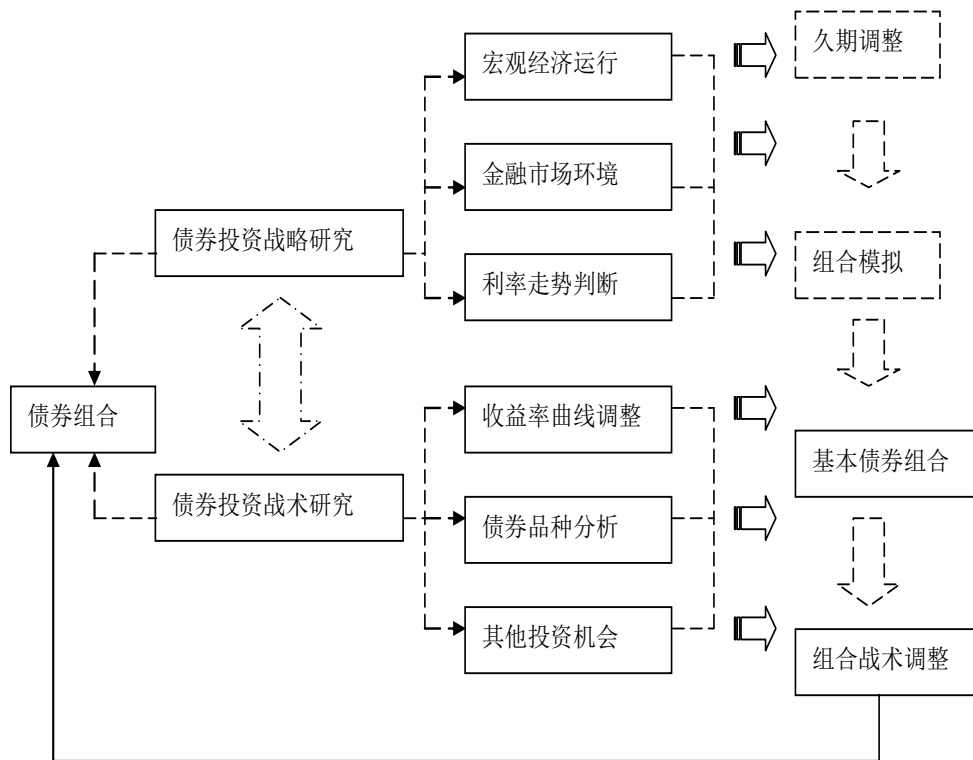 宏观经济运行
久期调整
金融市场环境
债券投资战略研究
利率走势判断
组合模拟
债券组合
收益率曲线调整
基本债券组合
债券投资战术研究
债券品种分析
其他投资机会
组合战术调整